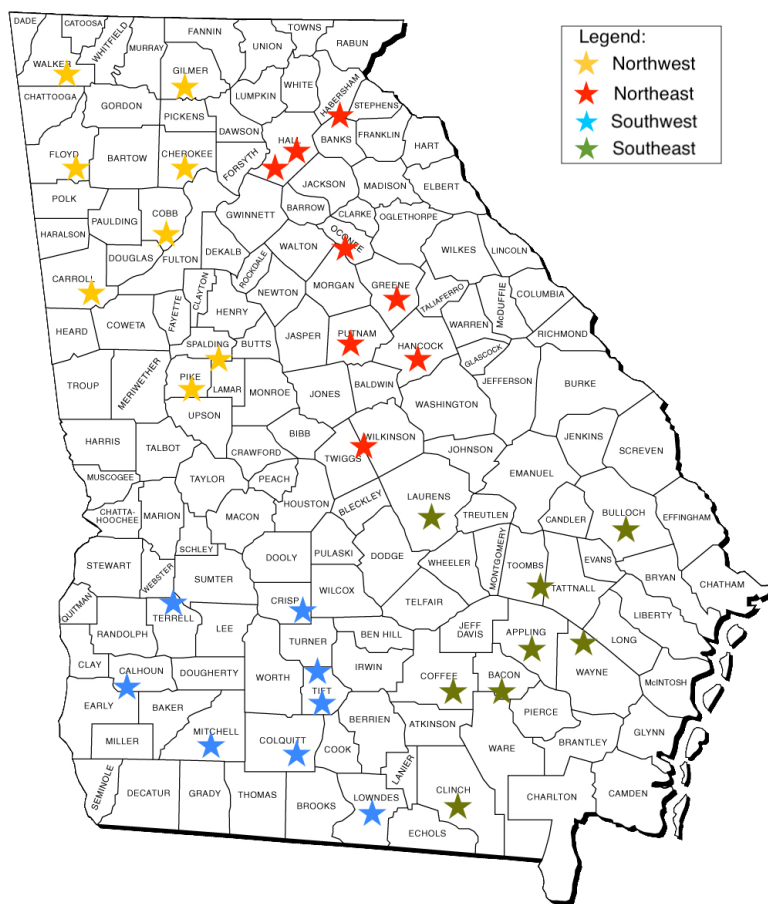 Legend:
Northwest
Northeast
Southwest
Southeast
DADE
CATOOSA
WHITFIELD
MURRAY
FANNIN
UNION
TOWNS
RABUN
WALKER
GILMER
CHATTOOGA
GORDON
PICKENS
LUMPKIN
WHITE
HABERSHAM
STEPHENS
DAWSON
HALL
BANKS
FRANKLIN
HART
FLOYD
BARTOW
CHEROKEE
FORSYTH
JACKSON
MADISON
ELBERT
POLK
PAULDING
COBB
GWINNETT
BARROW
CLARKE
OGLETHORPE
HARALSON
DOUGLAS
FULTON
DEKALB
ROCKDALE
WALTON
OCONEE
WILKES
LINCOLN
CARROLL
FAYETTE
CLAYTON
HENRY
NEWTON
MORGAN
GREENE
TALIAFERRO
McDUFFIE
COLUMBIA
HEARD
COWETA
SPALDING
BUTTS
JASPER
PUTNAM
HANCOCK
WARREN
GLASCOCK
RICHMOND
TROUP
MERIWETHER
PIKE
LAMAR
MONROE
JONES
BALDWIN
WASHINGTON
JEFFERSON
BURKE
UPSON
HARRIS
TALBOT
CRAWFORD
BIBB
TWIGGS
WILKINSON
JOHNSON
JENKINS
SCREVEN
EMANUEL
MUSCOGEE
TAYLOR
PEACH
HOUSTON
BLECKLEY
LAURENS
TREUTLEN
CANDLER
BULLOCH
EFFINGHAM
CHATTA-
HOOCHEE
MARION
MACON
SCHLEY
DOOLY
PULASKI
DODGE
WHEELER
MONTGOMERY
TOOMBS
EVANS
TATTNALL
BRYAN
CHATHAM
STEWART
WEBSTER
SUMTER
CRISP
WILCOX
TELFAIR
LIBERTY
QUITMAN
RANDOLPH
TERRELL
LEE
TURNER
BEN HILL
JEFF
DAVIS
APPLING
LONG
WAYNE
McINTOSH
CLAY
CALHOUN
DOUGHERTY
WORTH
IRWIN
TIFT
COFFEE
BACON
EARLY
BAKER
PIERCE
MITCHELL
COLQUITT
BERRIEN
COOK
ATKINSON
WARE
BRANTLEY
GLYNN
MILLER
LANIER
SEMINOLE
DECATUR
GRADY
THOMAS
BROOKS
LOWNDES
CLINCH
ECHOLS
CHARLTON
CAMDEN